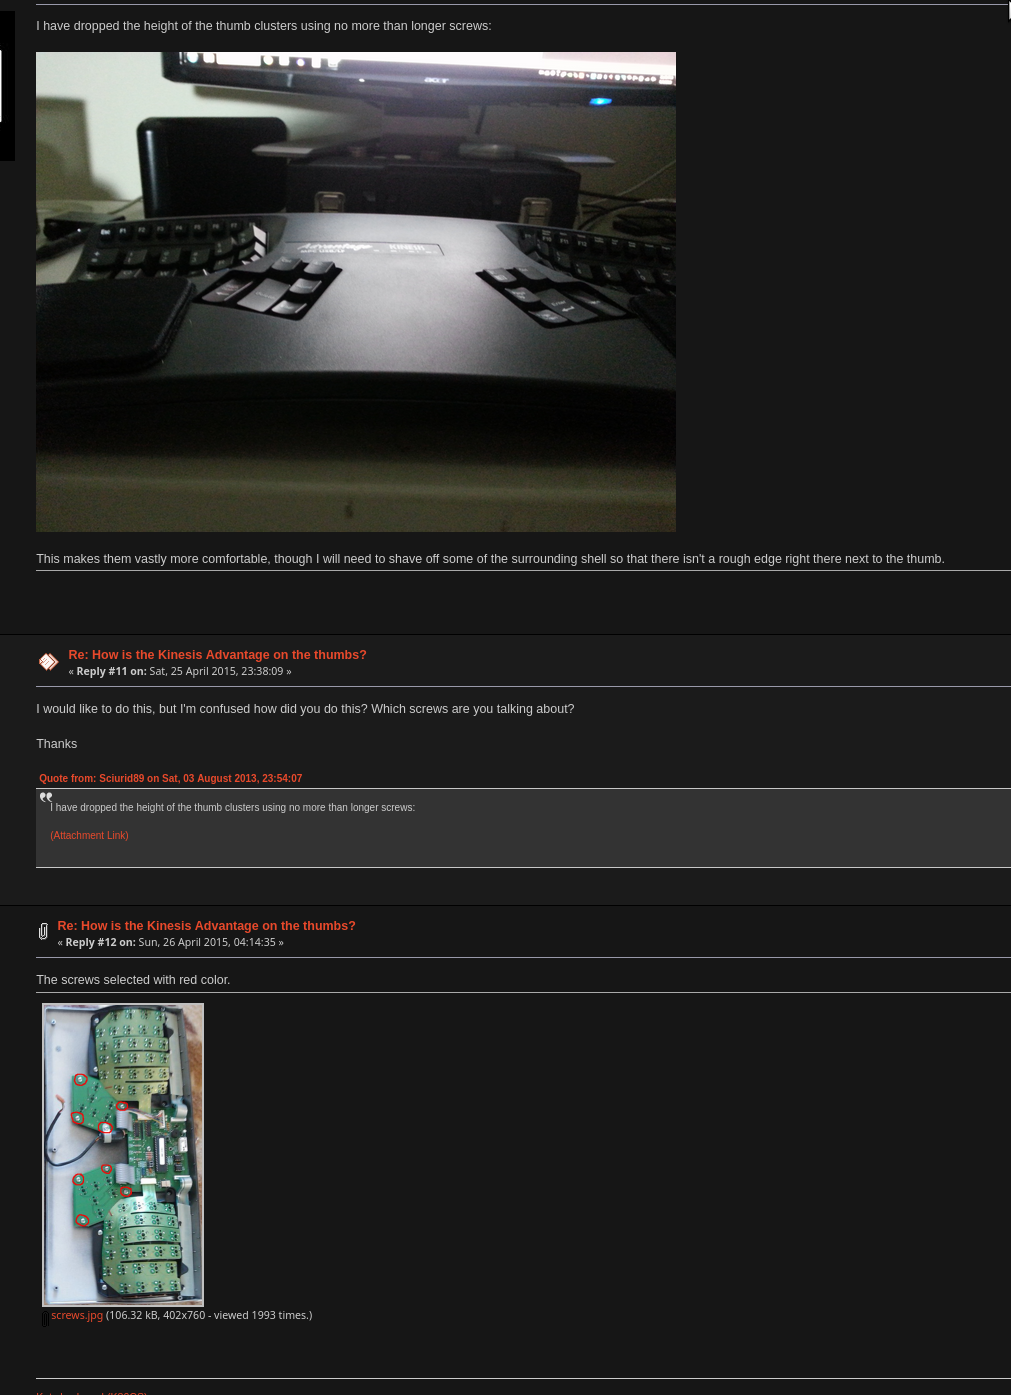 I have dropped the height of the thumb clusters using no more than longer screws:
acer
Esc F1 F2 F3
Advantage
This makes them vastly more comfortable, though I will need to shave off some of the surrounding shell so that there isn't a rough edge right there next to the thumb.
Re: How is the Kinesis Advantage on the thumbs?
« Reply #11 on: Sat, 25 April 2015, 23:38:09 »
I would like to do this, but I'm confused how did you do this? Which screws are you talking about?
Thanks
Quote from: Sciurid89 on Sat, 03 August 2013, 23:54:07
I have dropped the height of the thumb clusters using no more than longer screws:
(Attachment Link)
Re: How is the Kinesis Advantage on the thumbs?
« Reply #12 on: Sun, 26 April 2015, 04:14:35 »
The screws selected with red color.
screws.jpg (106.32 kB, 402x760 - viewed 1993 times.)